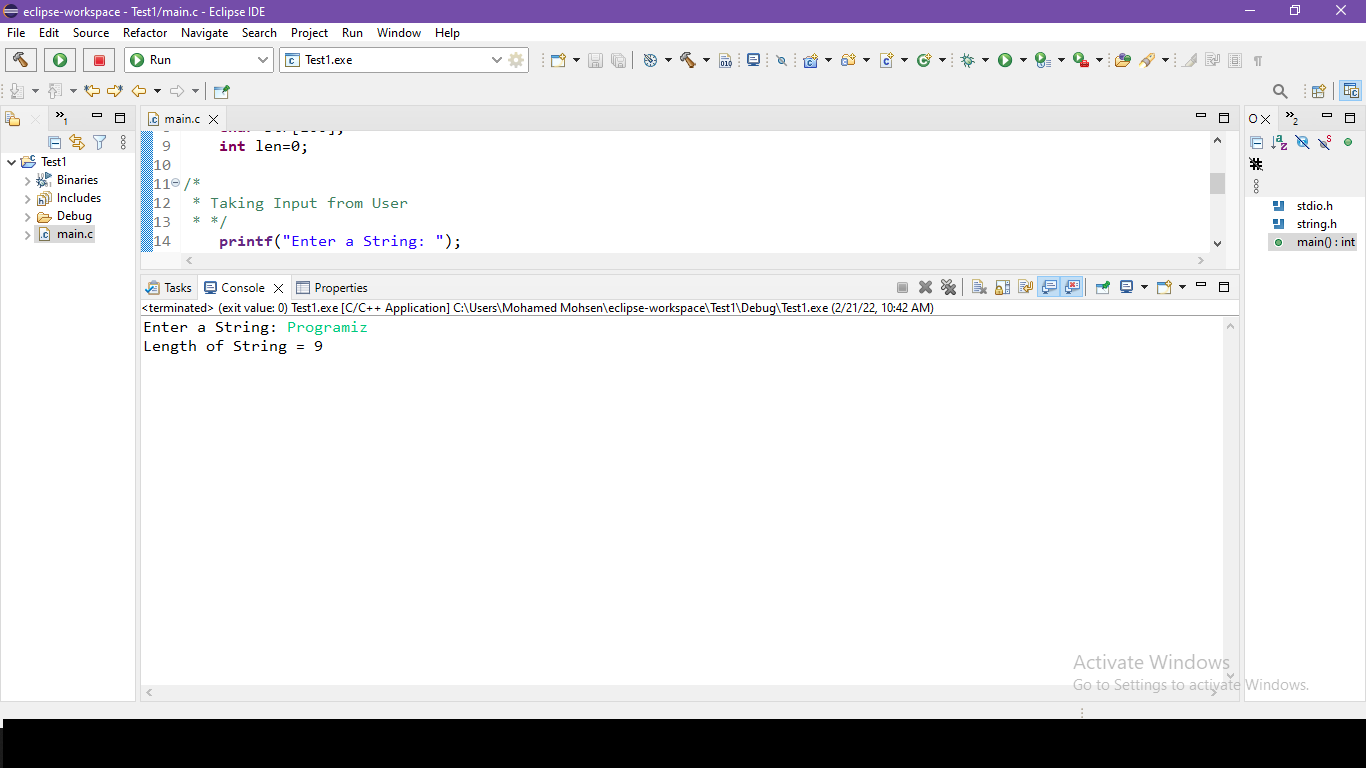 eclipse-workspace - Test1/main.c - Eclipse IDE
File Edit Source Refactor Navigate Search Project Run Window Help
Run Test1.exe
010
»1 main.c »2
9 int len=0;
10
11 /*
12 * Taking Input from User
13 * */
14 printf("Enter a String: ");
Test1
Binaries
Includes
Debug
main.c
stdio.h
string.h
main() : int
Tasks Console Properties
<terminated> (exit value: 0) Test1.exe [C/C++ Application] C:\Users\Mohamed Mohsen\eclipse-workspace\Test1\Debug\Test1.exe (2/21/22, 10:42 AM)
Enter a String: Programiz
Length of String = 9
Activate Windows
Go to Settings to activate Windows.